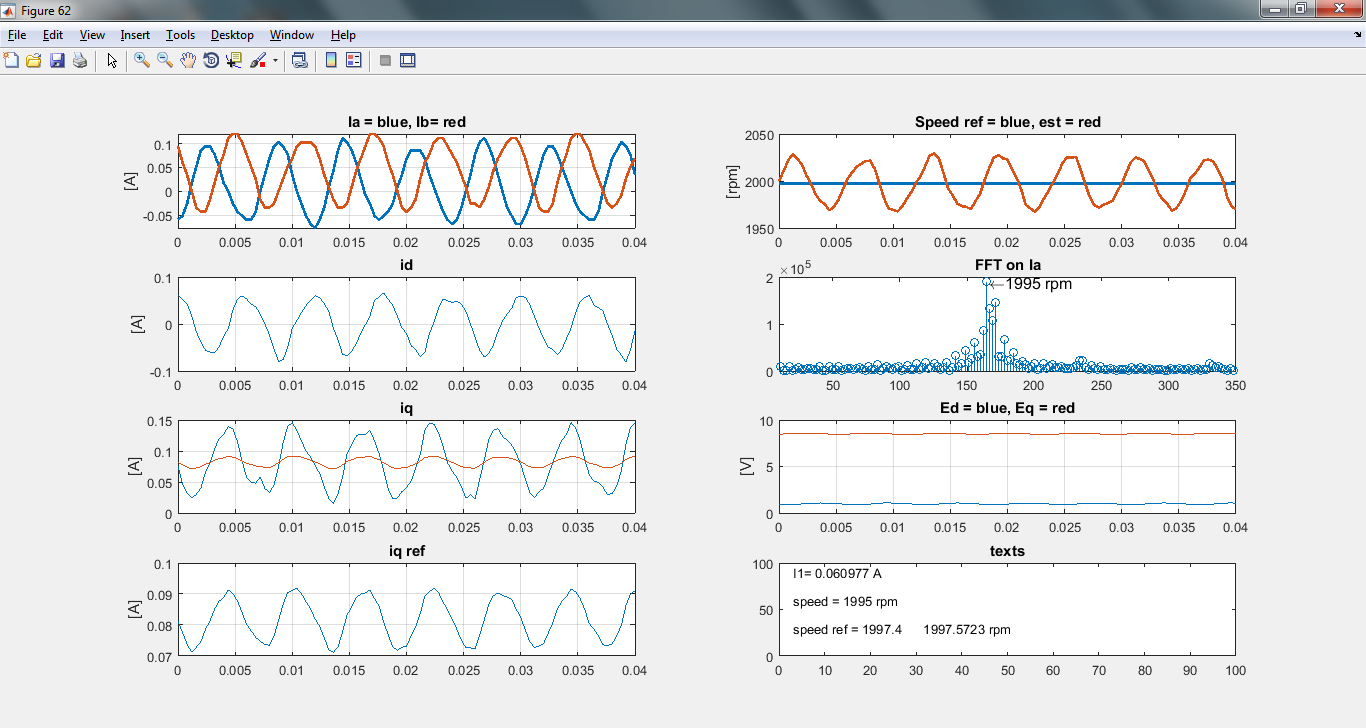 Figure 62
File Edit View Insert Tools Desktop Window Help
Ia = blue, Ib= red
[A]
0.1
0.05
0
-0.05
0 0.005 0.01 0.015 0.02 0.025 0.03 0.035 0.04
Speed ref = blue, est = red
[rpm]
2050
2000
1950
0 0.005 0.01 0.015 0.02 0.025 0.03 0.035 0.04
id
[A]
0.1
0
-0.1
0 0.005 0.01 0.015 0.02 0.025 0.03 0.035 0.04
FFT on Ia
× 10^5
2
1
0
1995 rpm
50 100 150 200 250 300 350
iq
[A]
0.15
0.1
0.05
0
0 0.005 0.01 0.015 0.02 0.025 0.03 0.035 0.04
Ed = blue, Eq = red
[V]
10
5
0
0 0.005 0.01 0.015 0.02 0.025 0.03 0.035 0.04
iq ref
[A]
0.1
0.09
0.08
0.07
0 0.005 0.01 0.015 0.02 0.025 0.03 0.035 0.04
texts
100
50
0
I1= 0.060977 A
speed = 1995 rpm
speed ref = 1997.4 1997.5723 rpm
0 10 20 30 40 50 60 70 80 90 100